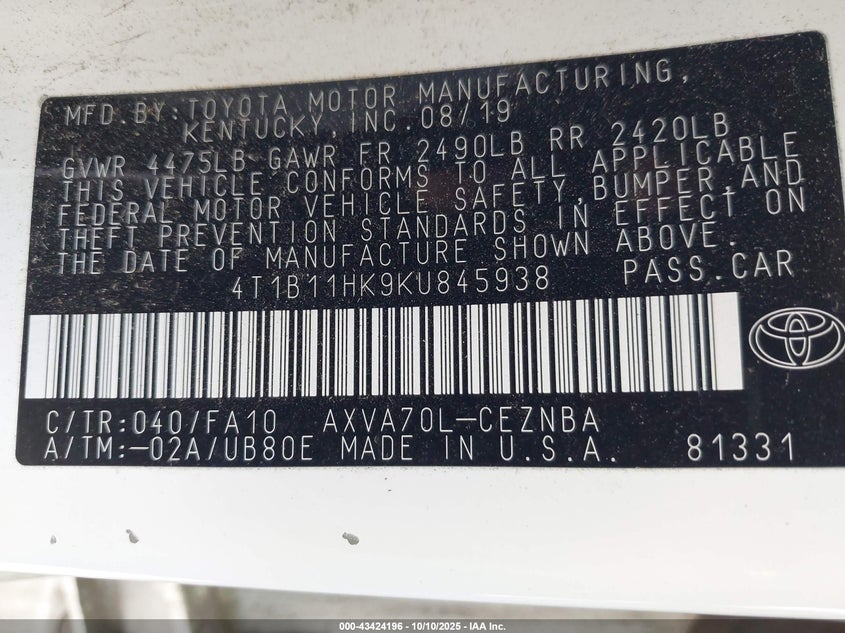 MFD. BY: TOYOTA MOTOR MANUFACTURING,
KENTUCKY, INC. 08/19
GVWR 4475LB GAWR FR 2490LB RR 2420LB
THIS VEHICLE CONFORMS TO ALL APPLICABLE
FEDERAL MOTOR VEHICLE SAFETY, BUMPER, AND
THEFT PREVENTION STANDARDS IN EFFECT ON
THE DATE OF MANUFACTURE SHOWN ABOVE.
4T1B11HK9KU845938 PASS. CAR
C/TR: 040/FA10 AXVA70L-CEZNBA
A/TM: -02A/UB80E MADE IN U.S.A. 81331
000-43424196 - 10/10/2025 - IAA Inc.